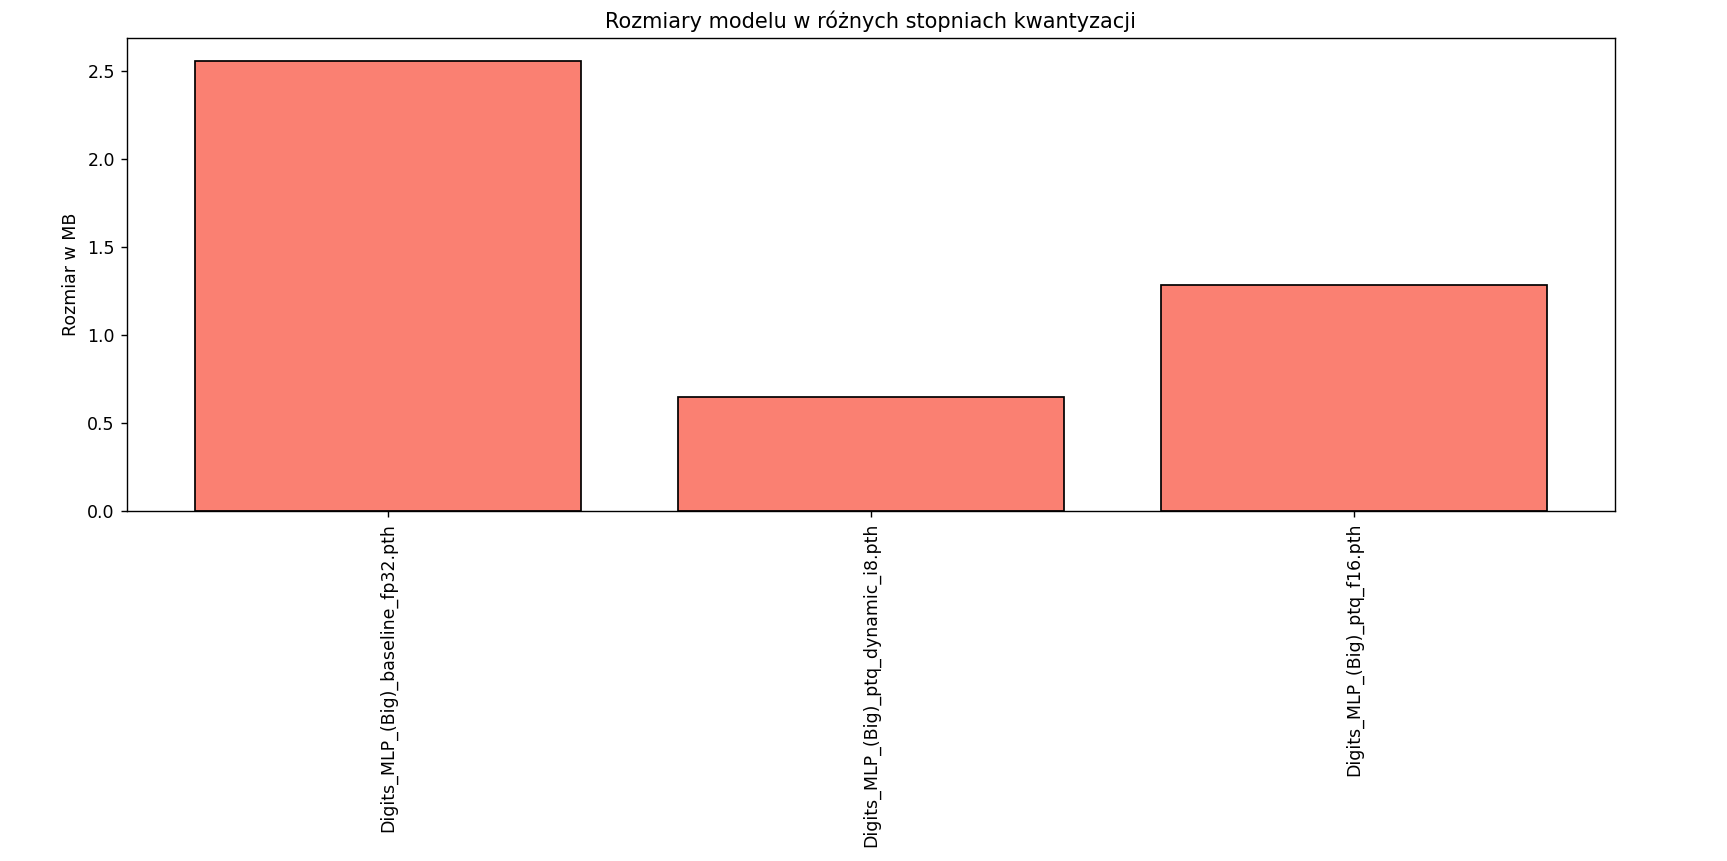 Rozmiary modelu w różnych stopniach kwantyzacji
Rozmiar w MB
2.5
2.0
1.5
1.0
0.5
0.0
Digits_MLP_(Big)_baseline_fp32.pth
Digits_MLP_(Big)_ptq_dynamic_i8.pth
Digits_MLP_(Big)_ptq_f16.pth